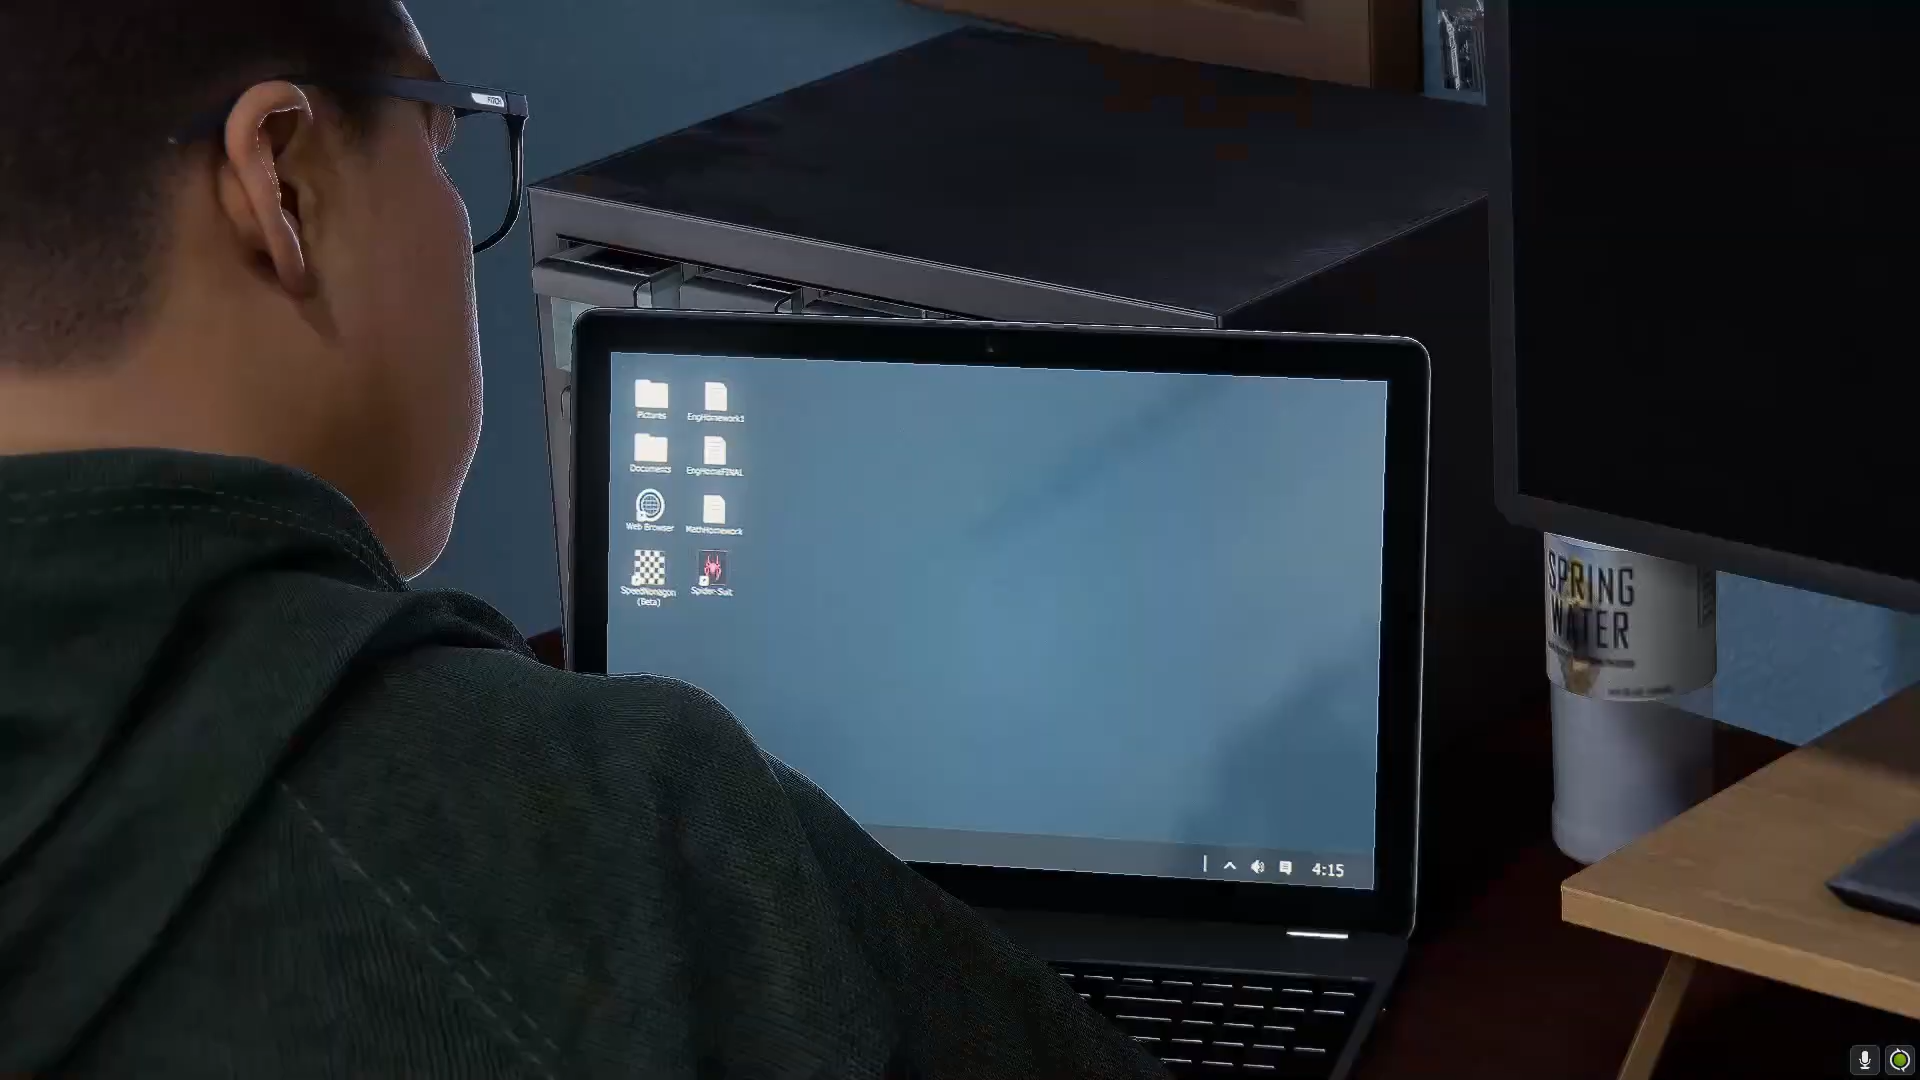 Pictures
EngHomework1
Documents
EngHomeFINAL
Web Browser
MathHomework
SpeedNonagon
(Beta)
Spider-Suit
4:15
SPRING
WATER